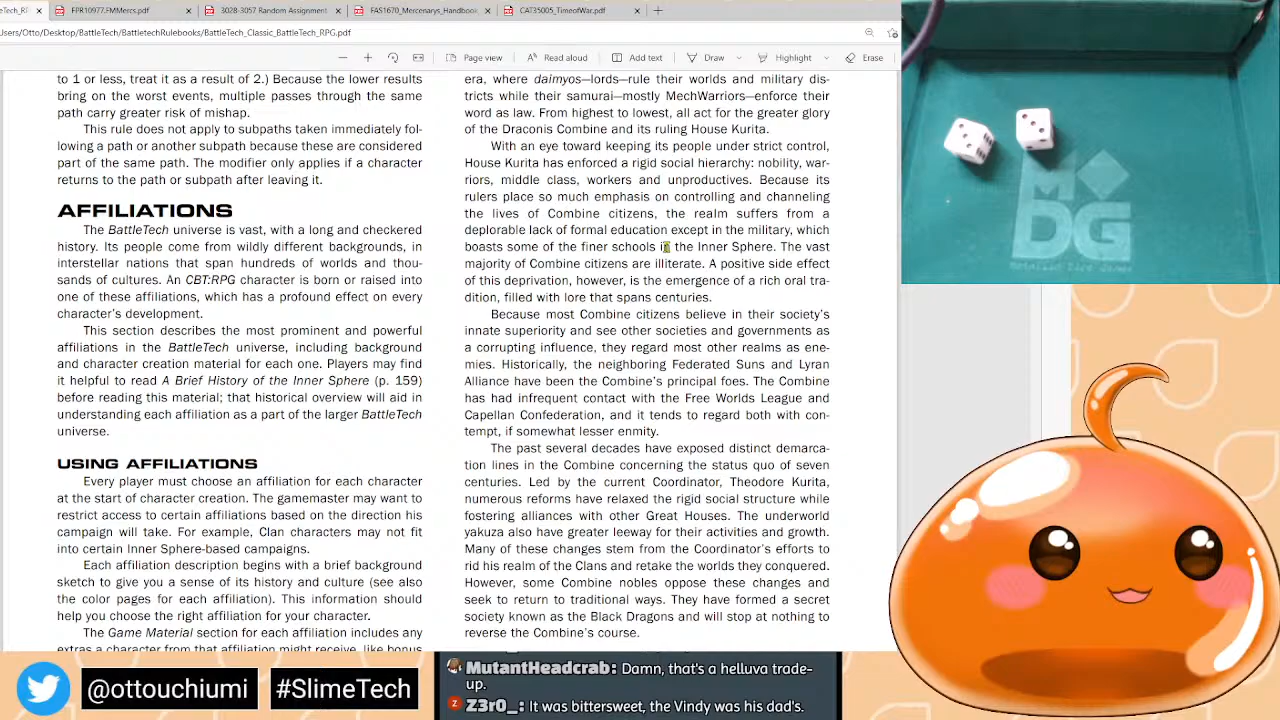 ech_RP
FPR10977.FMMercs.pdf
3028-3057 Random Assignment
FAS1670_Mercenarys_Handbook
CAT35005_TimeofWar.pdf
sers/Otto/Desktop/BattleTech/BattletechRulebooks/BattleTech_Classic_BattleTech_RPG.pdf
Page view
Read aloud
Add text
Draw
Highlight
Erase
to 1 or less, treat it as a result of 2.) Because the lower results
bring on the worst events, multiple passes through the same
path carry greater risk of mishap.
This rule does not apply to subpaths taken immediately fol-
lowing a path or another subpath because these are considered
part of the same path. The modifier only applies if a character
returns to the path or subpath after leaving it.
AFFILIATIONS
The BattleTech universe is vast, with a long and checkered
history. Its people come from wildly different backgrounds, in
interstellar nations that span hundreds of worlds and thou-
sands of cultures. An CBT:RPG character is born or raised into
one of these affiliations, which has a profound effect on every
character's development.
This section describes the most prominent and powerful
affiliations in the BattleTech universe, including background
and character creation material for each one. Players may find
it helpful to read A Brief History of the Inner Sphere (p. 159)
before reading this material; that historical overview will aid in
understanding each affiliation as a part of the larger BattleTech
universe.
USING AFFILIATIONS
Every player must choose an affiliation for each character
at the start of character creation. The gamemaster may want to
restrict access to certain affiliations based on the direction his
campaign will take. For example, Clan characters may not fit
into certain Inner Sphere-based campaigns.
Each affiliation description begins with a brief background
sketch to give you a sense of its history and culture (see also
the color pages for each affiliation). This information should
help you choose the right affiliation for your character.
The Game Material section for each affiliation includes any
extras a character from that affiliation might receive, like bonus
era, where daimyos—lords—rule their worlds and military dis-
tricts while their samurai—mostly MechWarriors—enforce their
word as law. From highest to lowest, all act for the greater glory
of the Draconis Combine and its ruling House Kurita.
With an eye toward keeping its people under strict control,
House Kurita has enforced a rigid social hierarchy: nobility, war-
riors, middle class, workers and unproductives. Because its
rulers place so much emphasis on controlling and channeling
the lives of Combine citizens, the realm suffers from a
deplorable lack of formal education except in the military, which
boasts some of the finer schools in the Inner Sphere. The vast
majority of Combine citizens are illiterate. A positive side effect
of this deprivation, however, is the emergence of a rich oral tra-
dition, filled with lore that spans centuries.
Because most Combine citizens believe in their society's
innate superiority and see other societies and governments as
a corrupting influence, they regard most other realms as ene-
mies. Historically, the neighboring Federated Suns and Lyran
Alliance have been the Combine's principal foes. The Combine
has had infrequent contact with the Free Worlds League and
Capellan Confederation, and it tends to regard both with con-
tempt, if somewhat lesser enmity.
The past several decades have exposed distinct demarca-
tion lines in the Combine concerning the status quo of seven
centuries. Led by the current Coordinator, Theodore Kurita,
numerous reforms have relaxed the rigid social structure while
fostering alliances with other Great Houses. The underworld
yakuza also have greater leeway for their activities and growth.
Many of these changes stem from the Coordinator's efforts to
rid his realm of the Clans and retake the worlds they conquered.
However, some Combine nobles oppose these changes and
seek to return to traditional ways. They have formed a secret
society known as the Black Dragons and will stop at nothing to
reverse the Combine's course.
MDG
@ottouchiumi
#SlimeTech
MutantHeadcrab: Damn, that's a helluva trade-
up.
Z3r0_: It was bittersweet, the Vindy was his dad's.